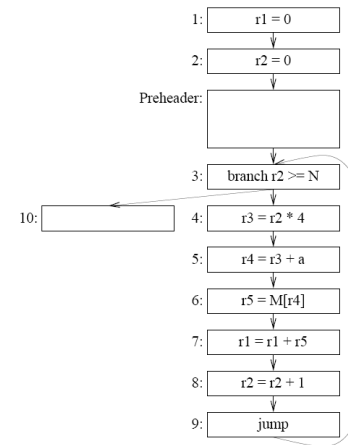 1: r1 = 0
2: r2 = 0
Preheader:
3: branch r2 >= N
10:
4: r3 = r2 * 4
5: r4 = r3 + a
6: r5 = M[r4]
7: r1 = r1 + r5
8: r2 = r2 + 1
9: jump